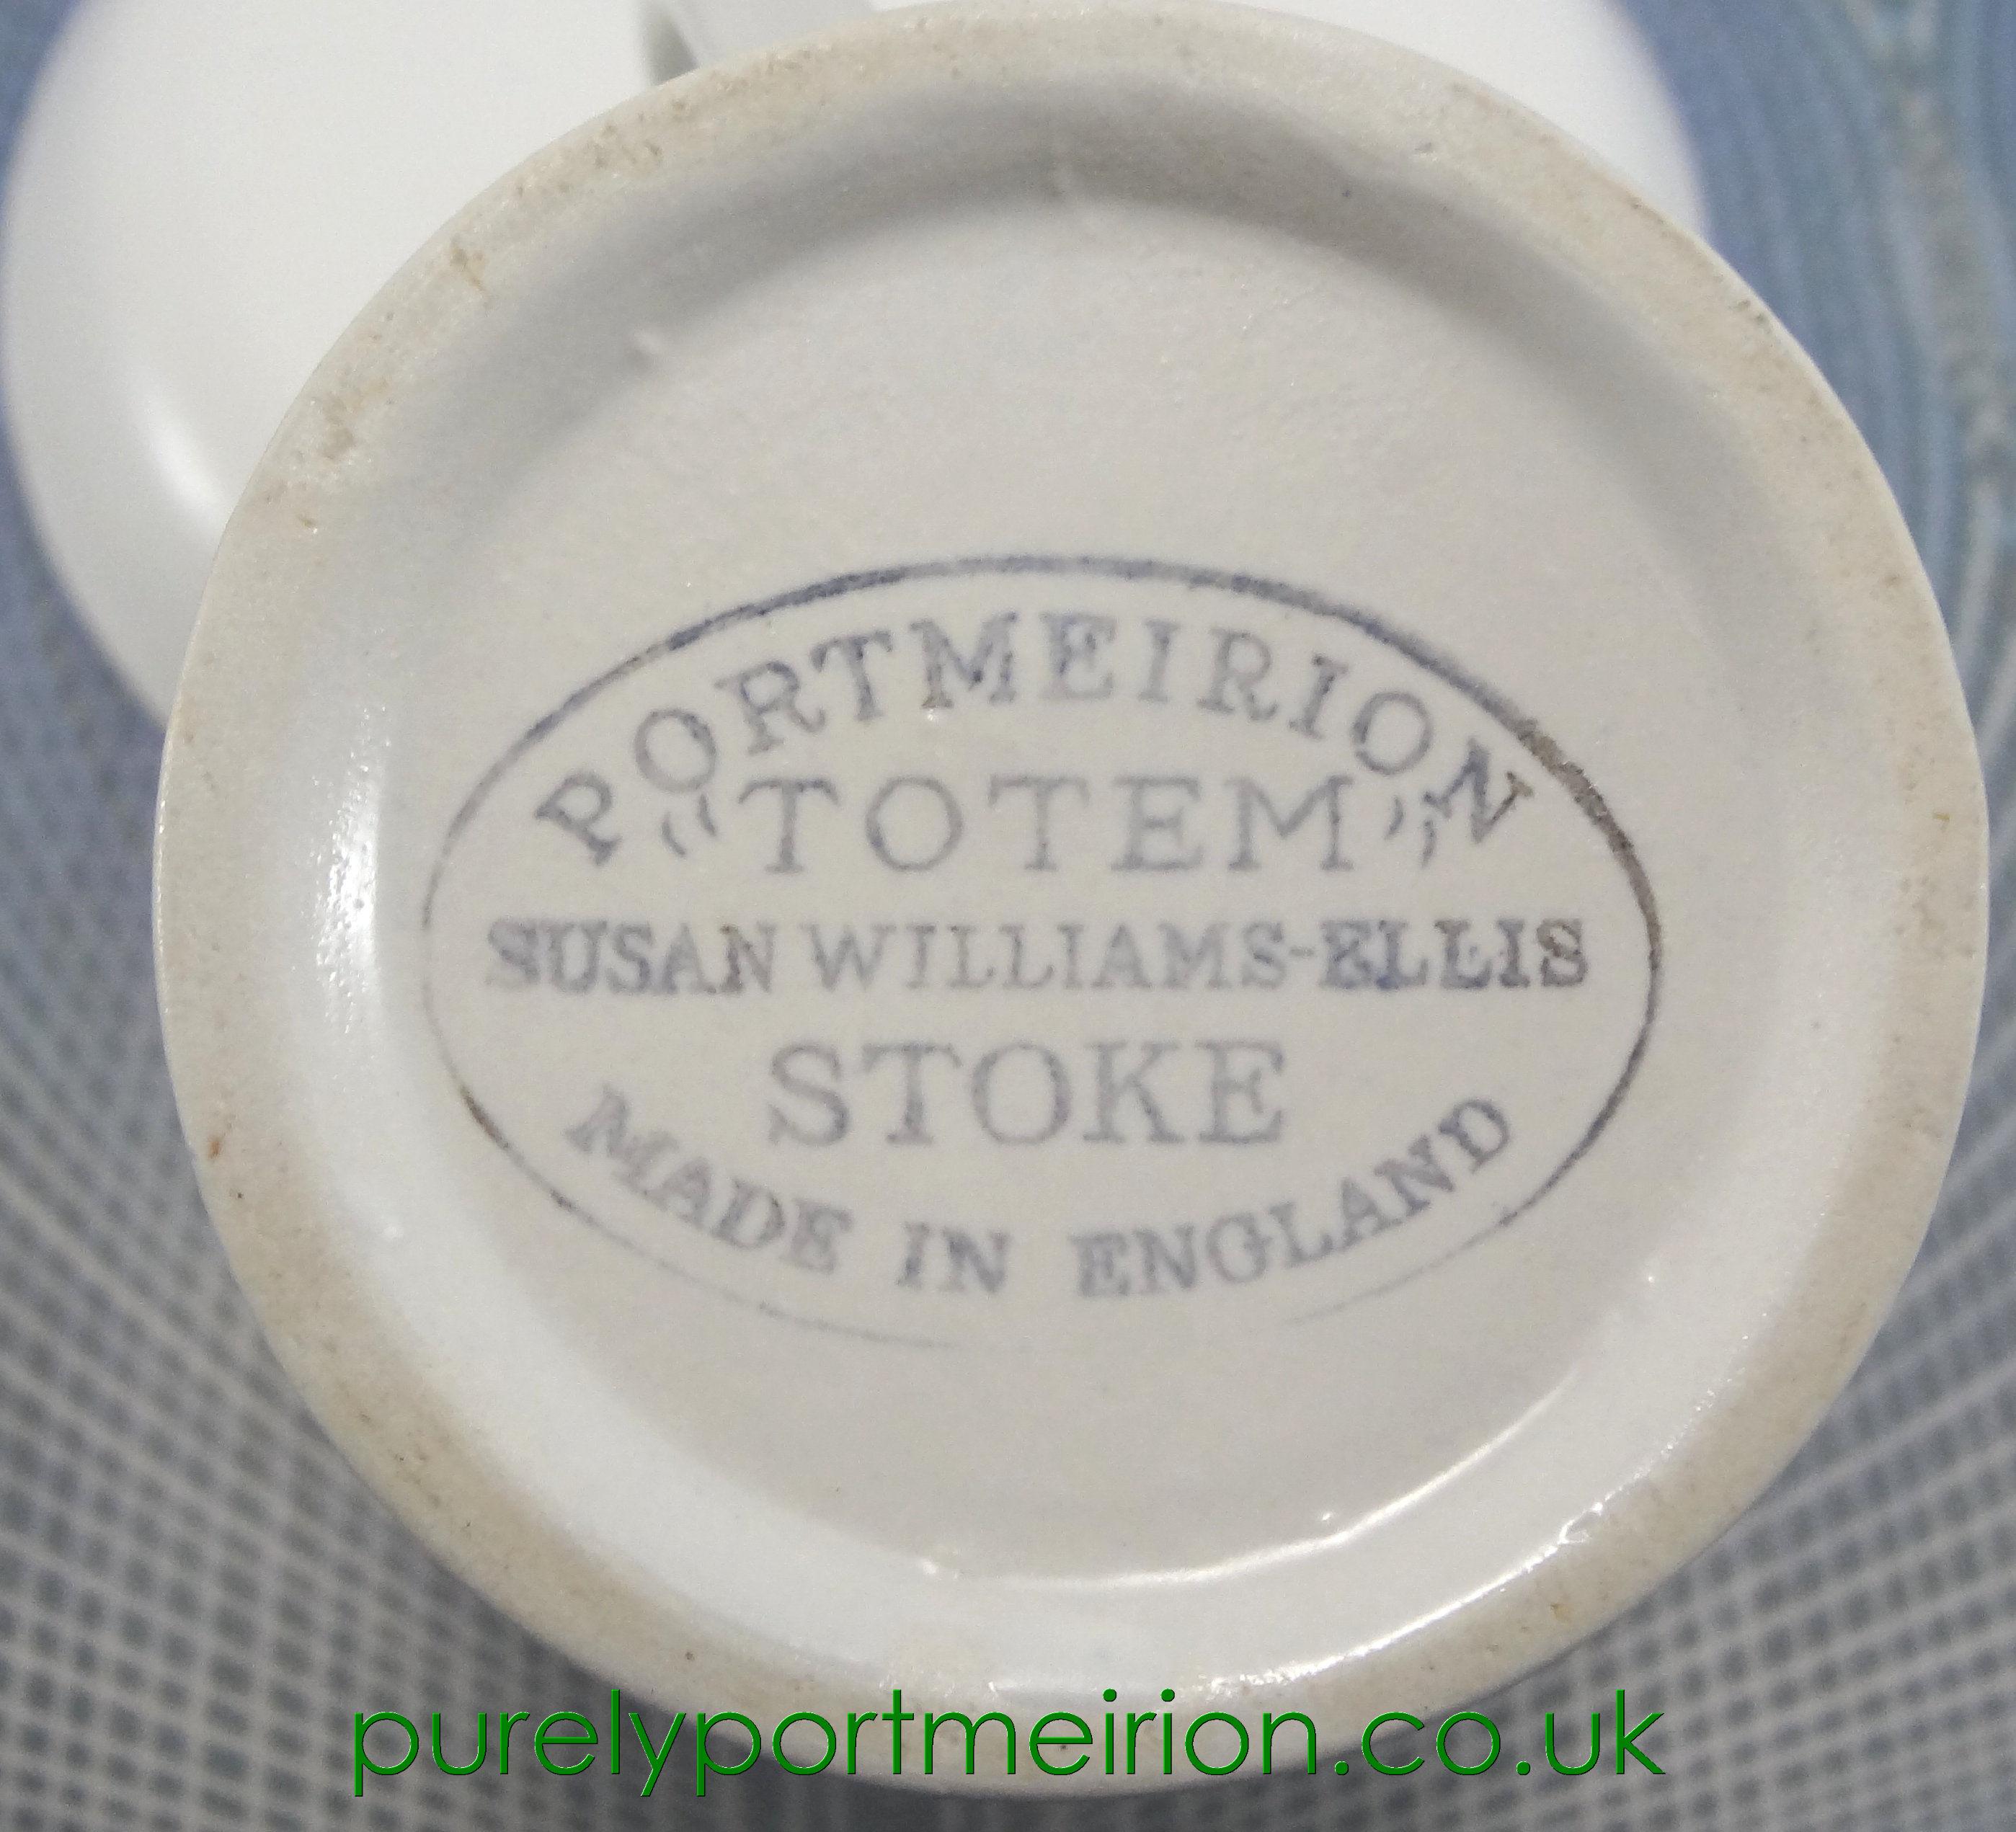 PORTMEIRION
"TOTEM"
SUSAN WILLIAMS-ELLIS
STOKE
MADE IN ENGLAND
purelyportmeirion.co.uk